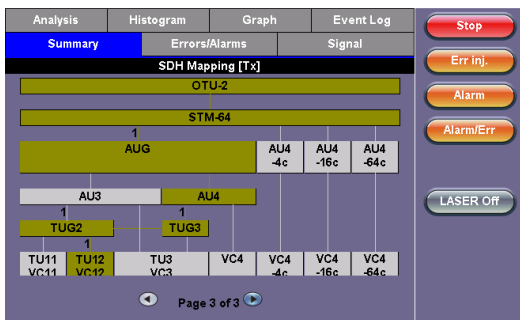 Analysis Histogram Graph Event Log
Summary Errors/Alarms Signal
SDH Mapping [Tx]
OTU-2
STM-64
1
AUG AU4 -4c AU4 -16c AU4 -64c
AU3 AU4
1 1
TUG2 TUG3
1
TU11 VC11 TU12 VC12 TU3 VC3 VC4 VC4 -4c VC4 -16c VC4 -64c
Page 3 of 3
Stop
Err inj.
Alarm
Alarm/Err
LASER Off